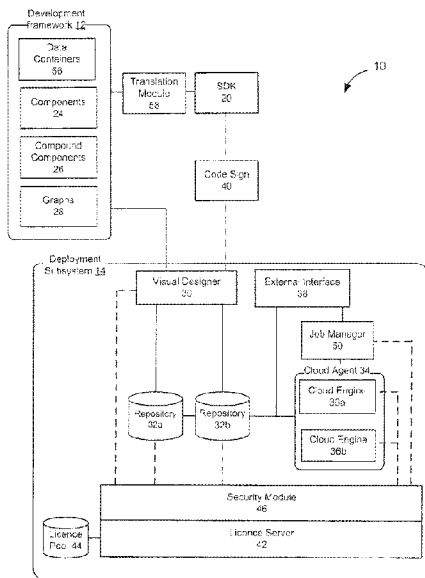 Development
framework 12
Data
Containers
56
Components
24
Compound
Components
26
Graphs
28
Translation
Module
58
SDK
20
10
Code Sign
40
Deployment
Subsystem 14
Visual Designer
30
External Interface
38
Job Manager
50
Cloud Agent 34
Cloud Engine
36a
Cloud Engine
36b
Repository
32a
Repository
32b
Security Module
46
Licence Server
42
Licence
Pool 44